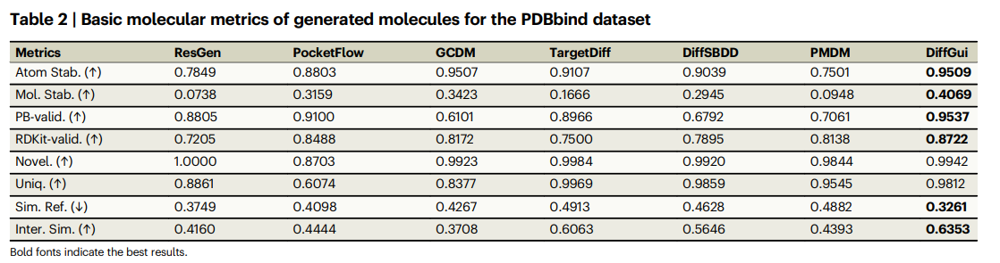 Table 2 | Basic molecular metrics of generated molecules for the PDBbind dataset
Metrics ResGen PocketFlow GCDM TargetDiff DiffSBDD PMDM DiffGui
Atom Stab. (↑) 0.7849 0.8803 0.9507 0.9107 0.9039 0.7501 0.9509
Mol. Stab. (↑) 0.0738 0.3159 0.3423 0.1666 0.2945 0.0948 0.4069
PB-valid. (↑) 0.8805 0.9100 0.6101 0.8966 0.6792 0.7061 0.9537
RDKit-valid. (↑) 0.7205 0.8488 0.8172 0.7500 0.7895 0.8138 0.8722
Novel. (↑) 1.0000 0.8703 0.9923 0.9984 0.9920 0.9844 0.9942
Uniq. (↑) 0.8861 0.6074 0.8377 0.9969 0.9859 0.9545 0.9812
Sim. Ref. (↓) 0.3749 0.4098 0.4267 0.4913 0.4628 0.4882 0.3261
Inter. Sim. (↑) 0.4160 0.4444 0.3708 0.6063 0.5646 0.4393 0.6353
Bold fonts indicate the best results.